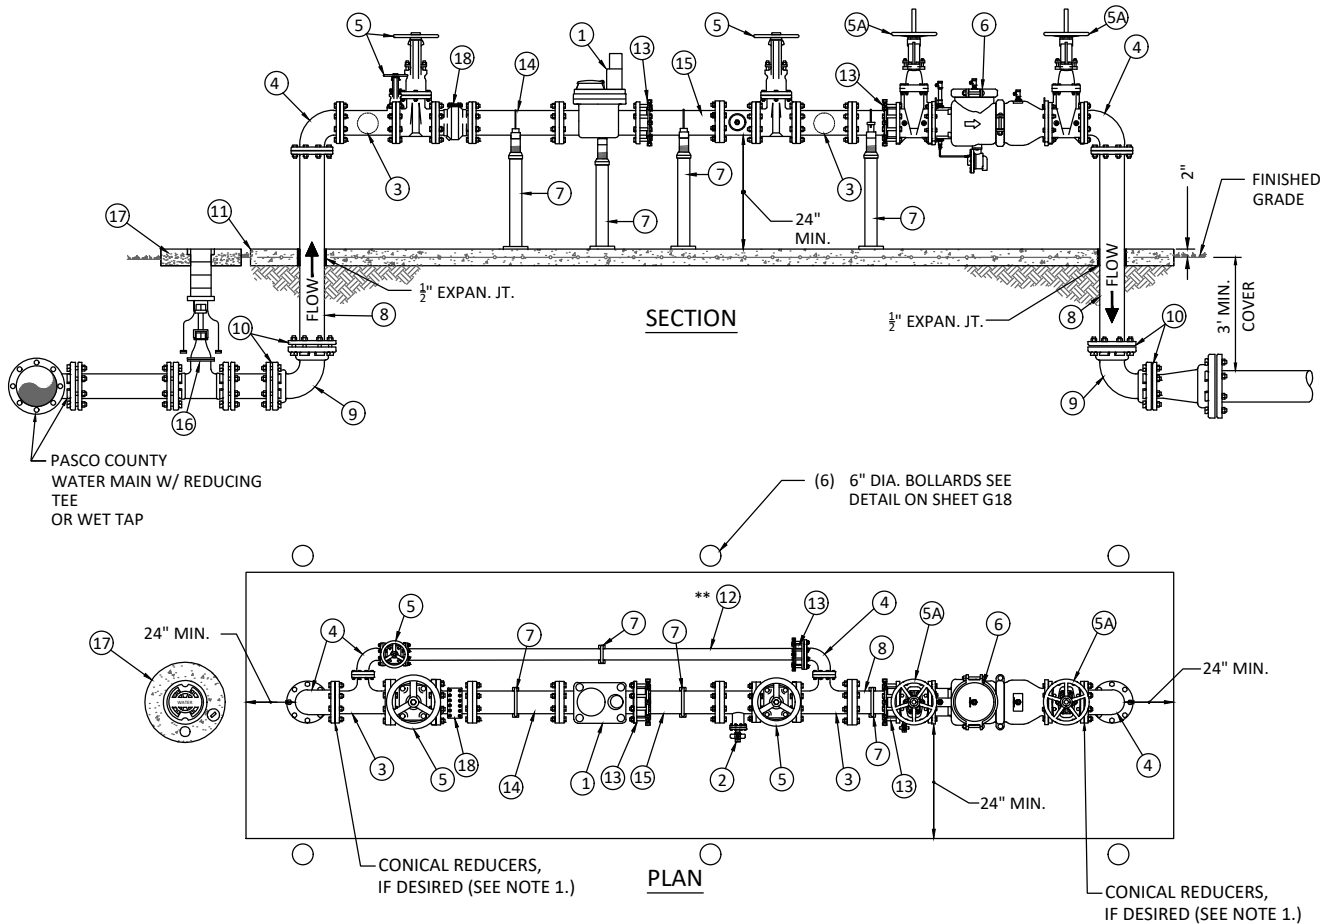 5
1
13
5
5A
6
5A
4
18
14
15
13
4
3
7
7
7
3
7
24"
MIN.
2"
FINISHED
GRADE
17
11
FLOW
½" EXPAN. JT.
8
SECTION
½" EXPAN. JT.
FLOW
8
3' MIN.
COVER
10
10
16
9
9
PASCO COUNTY
WATER MAIN W/ REDUCING
TEE
OR WET TAP
(6) 6" DIA. BOLLARDS SEE
DETAIL ON SHEET G18
17
24" MIN.
4
5
7
7
** 12
13
4
8
5A
6
5A
24" MIN.
WATER
3
5
18
14
1
13
15
2
5
3
7
13
4
24" MIN.
CONICAL REDUCERS,
IF DESIRED (SEE NOTE 1.)
PLAN
CONICAL REDUCERS,
IF DESIRED (SEE NOTE 1.)